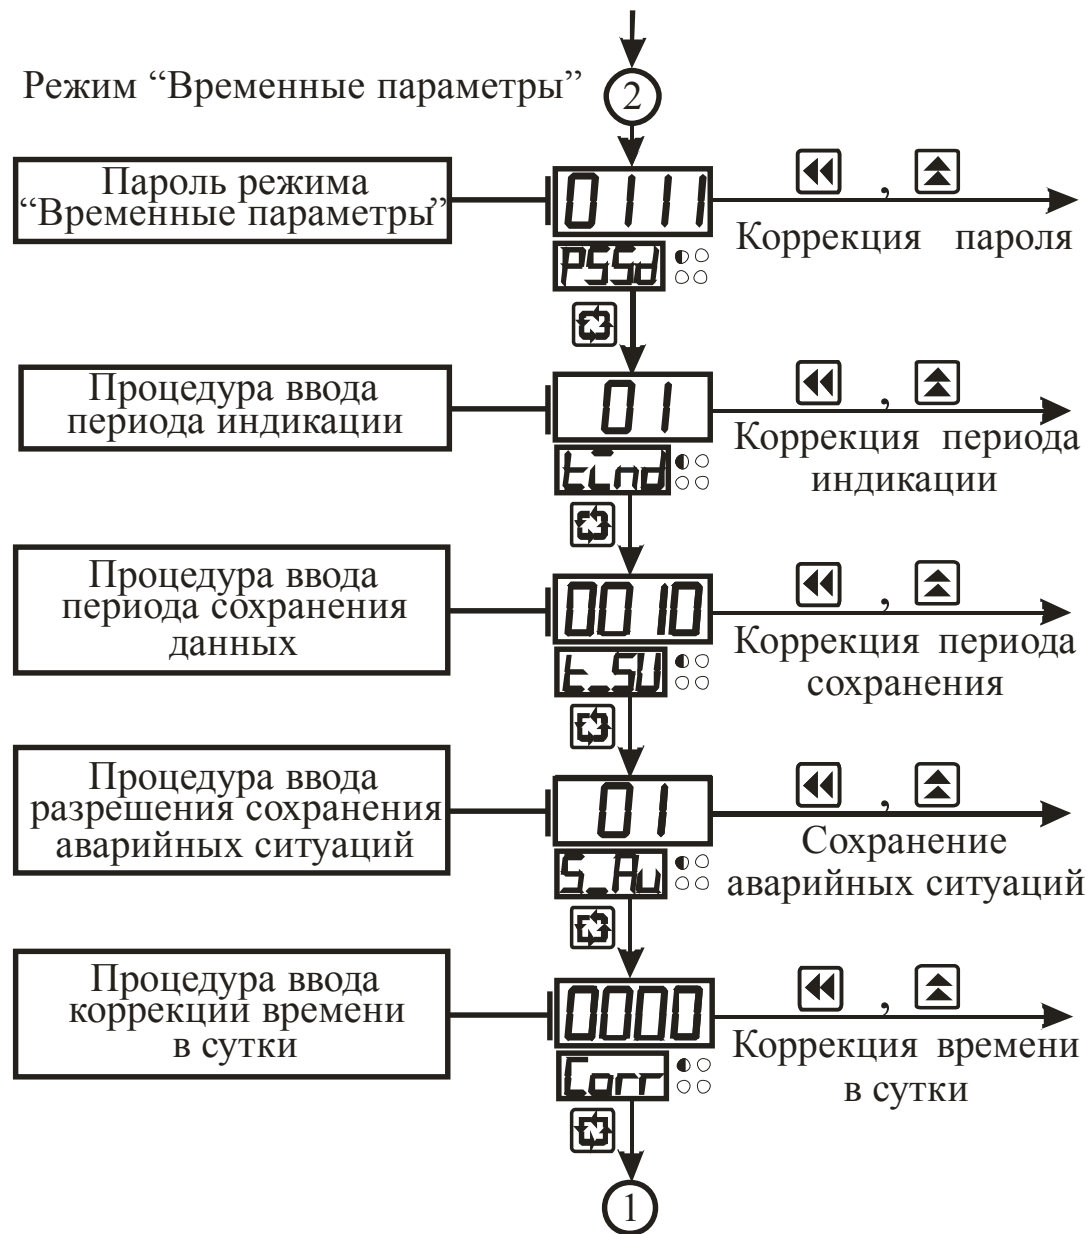 Режим “Временные параметры”
2
Пароль режима
“Временные параметры”
0111
PSSd
,
Коррекция пароля
Процедура ввода
периода индикации
01
tind
,
Коррекция периода
индикации
Процедура ввода
периода сохранения
данных
0010
t_SU
,
Коррекция периода
сохранения
Процедура ввода
разрешения сохранения
аварийных ситуаций
01
S_Au
,
Сохранение
аварийных ситуаций
Процедура ввода
коррекции времени
в сутки
0000
Corr
,
Коррекция времени
в сутки
1